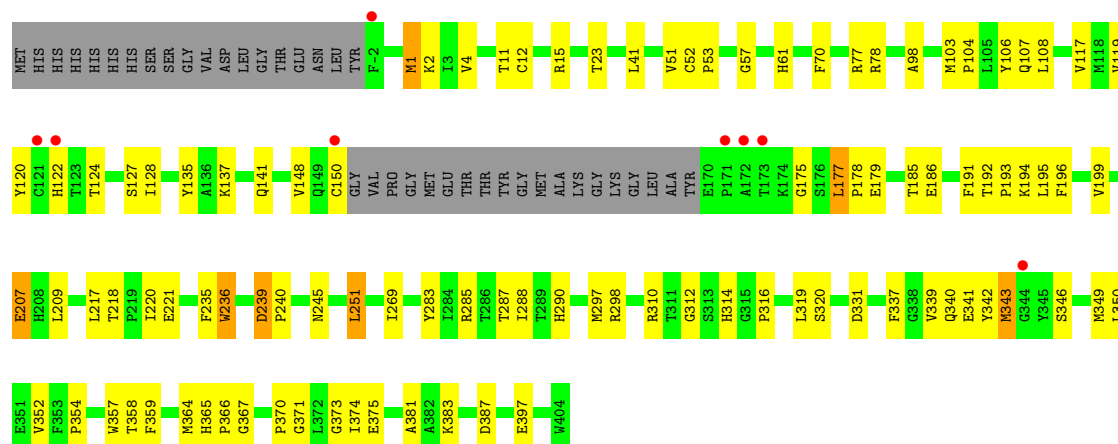 MET HIS HIS HIS HIS HIS HIS SER SER GLY VAL ASP LEU GLY THR GLU ASN LEU TYR F-2 M1 K2 I3 V4 T11 C12 R15 T23 L41 V51 C52 P53 G57 H61 F70 R77 R78 A98 M103 P104 L105 Y106 Q107 L108 V117 M118 V119
Y120 C121 H122 T123 T124 S127 I128 Y135 A136 K137 Q141 V148 Q149 C150 GLY VAL PRO GLY MET GLU THR THR TYR GLY MET ALA LYS GLY LYS GLY LEU ALA TYR E170 P171 A172 T173 K174 G175 S176 L177 P178 E179 T185 E186 F191 T192 P193 K194 L195 F196 V199
E207 H208 L209 L217 T218 P219 I220 E221 F235 W236 D239 P240 N245 L251 I269 Y283 I284 R285 T286 T287 I288 T289 H290 M297 R298 R310 T311 G312 S313 H314 G315 P316 L319 S320 D331 F337 G338 V339 Q340 E341 Y342 M343 G344 Y345 S346 M349 L350
E351 V352 F353 P354 W357 T358 F359 M364 H365 P366 G367 P370 G371 L372 G373 I374 E375 A381 A382 K383 D387 E397 W404